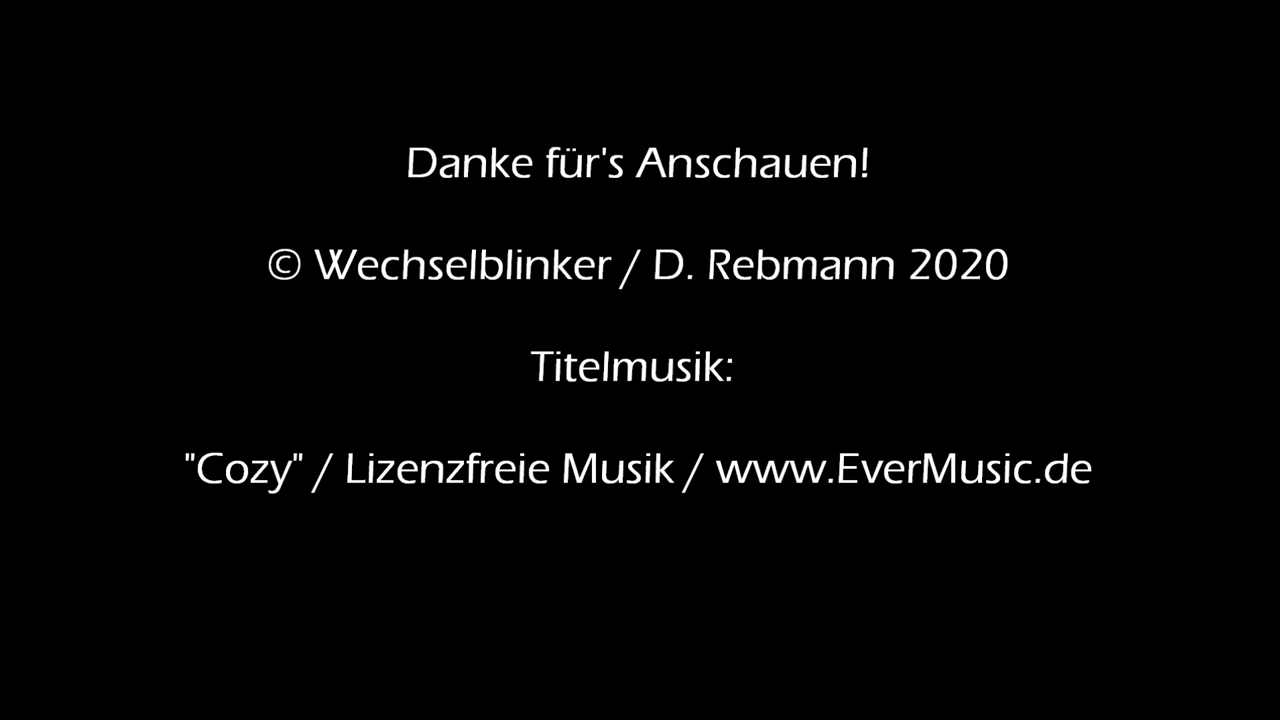 Danke für's Anschauen!
© Wechselblinker / D. Rebmann 2020
Titelmusik:
"Cozy" / Lizenzfreie Musik / www.EverMusic.de